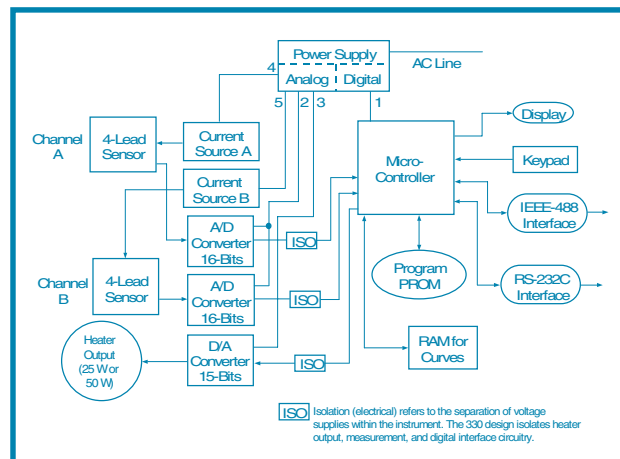 Power Supply
Analog
Digital
AC Line
4
5
2
3
1
Channel
A
4-Lead
Sensor
Current
Source A
Current
Source B
Micro-
Controller
Display
Keypad
IEEE-488
Interface
RS-232C
Interface
A/D
Converter
16-Bits
ISO
Channel
B
4-Lead
Sensor
A/D
Converter
16-Bits
ISO
Program
PROM
Heater
Output
(25 W or
50 W)
D/A
Converter
15-Bits
ISO
RAM for
Curves
ISO Isolation (electrical) refers to the separation of voltage
supplies within the instrument. The 330 design isolates heater
output, measurement, and digital interface circuitry.